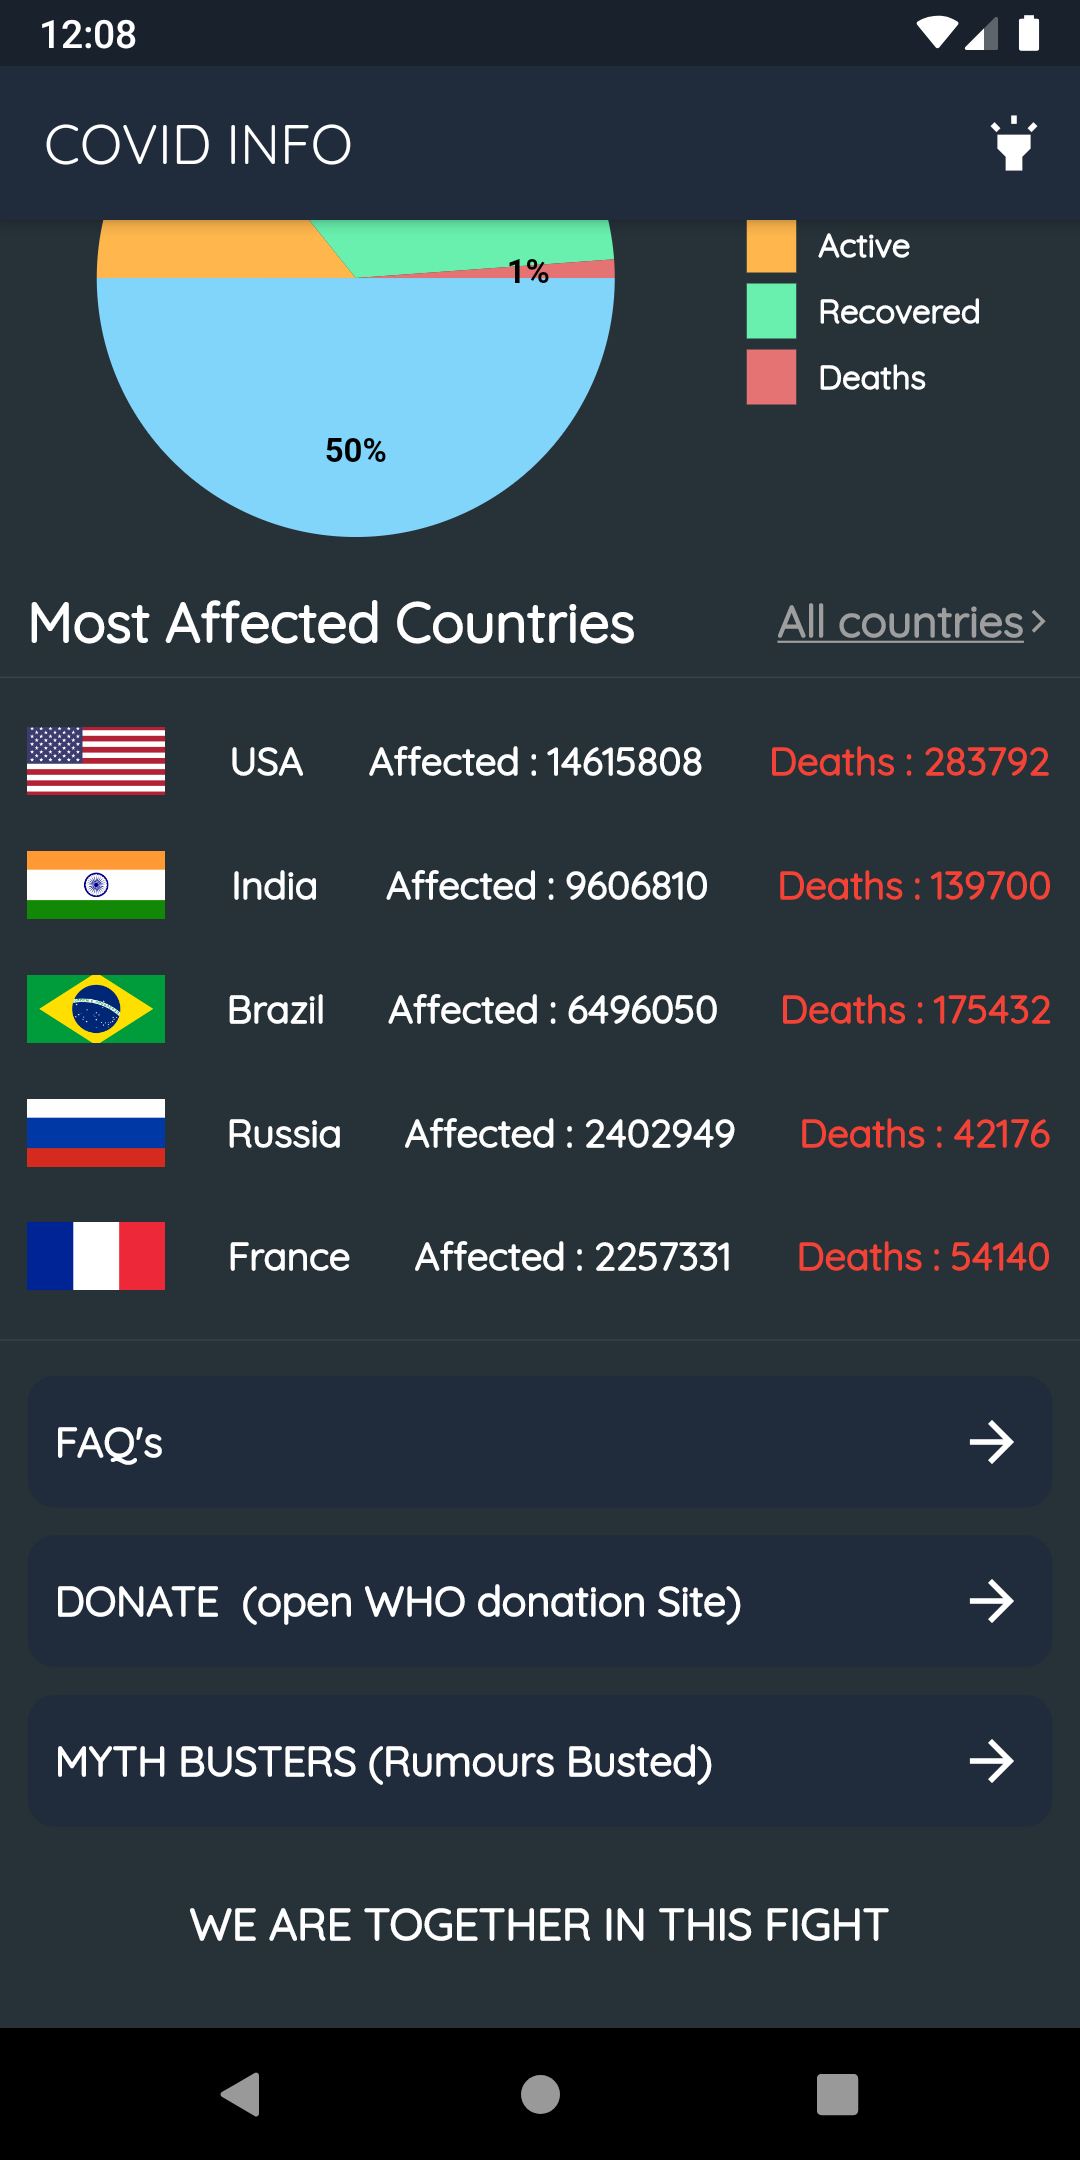 12:08
COVID INFO
Active
1%
Recovered
Deaths
50%
Most Affected Countries All countries
USA Affected : 14615808 Deaths : 283792
India Affected : 9606810 Deaths : 139700
Brazil Affected : 6496050 Deaths : 175432
Russia Affected : 2402949 Deaths : 42176
France Affected : 2257331 Deaths : 54140
FAQ's
DONATE (open WHO donation Site)
MYTH BUSTERS (Rumours Busted)
WE ARE TOGETHER IN THIS FIGHT